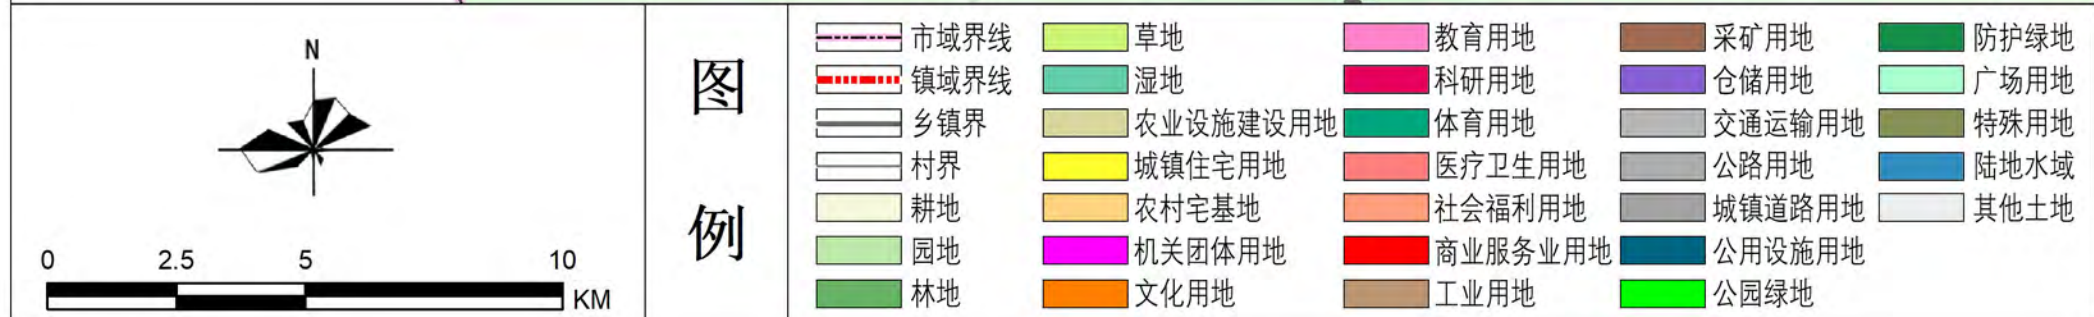 N
0 2.5 5 10
KM
图
例
市域界线
镇域界线
乡镇界
村界
耕地
园地
林地
草地
湿地
农业设施建设用地
城镇住宅用地
农村宅基地
机关团体用地
文化用地
教育用地
科研用地
体育用地
医疗卫生用地
社会福利用地
商业服务业用地
工业用地
采矿用地
仓储用地
交通运输用地
公路用地
城镇道路用地
公用设施用地
公园绿地
防护绿地
广场用地
特殊用地
陆地水域
其他土地